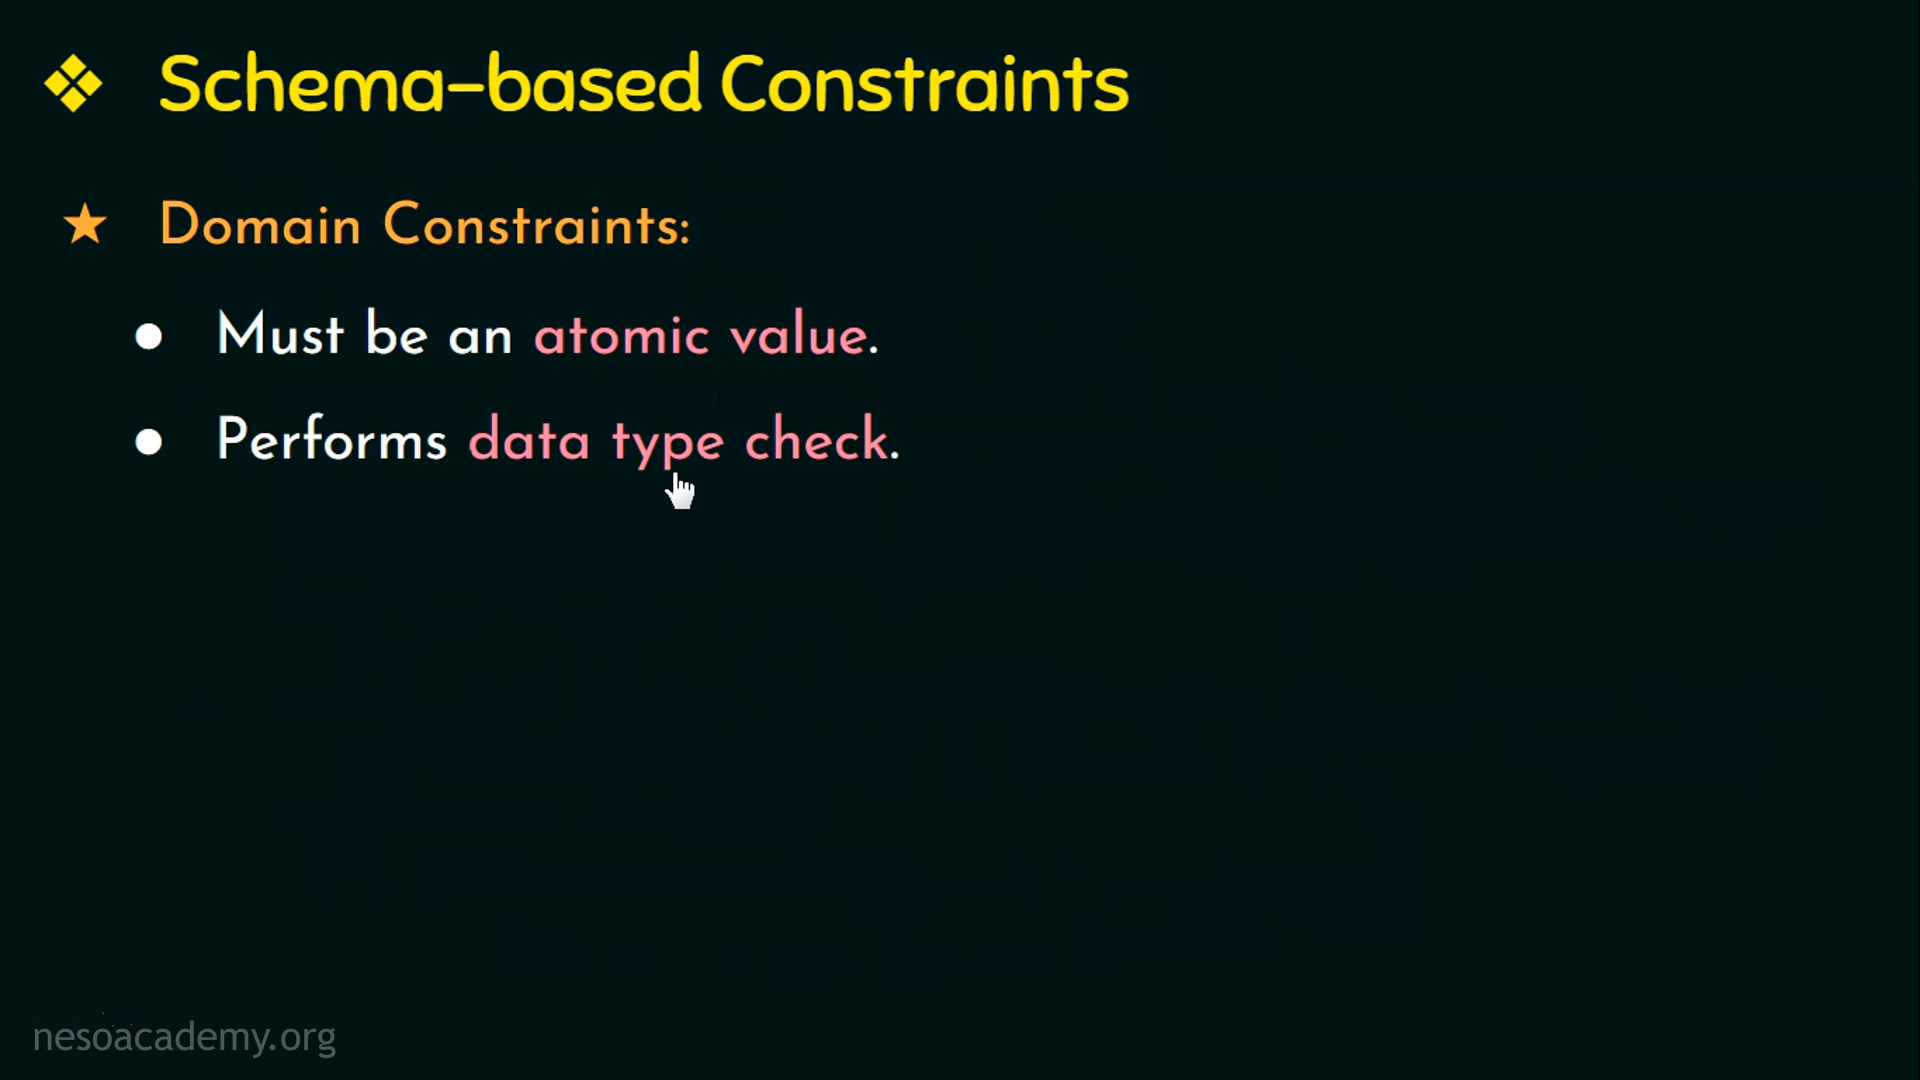 Schema-based Constraints
Domain Constraints:
Must be an atomic value.
Performs data type check.
nesoacademy.org